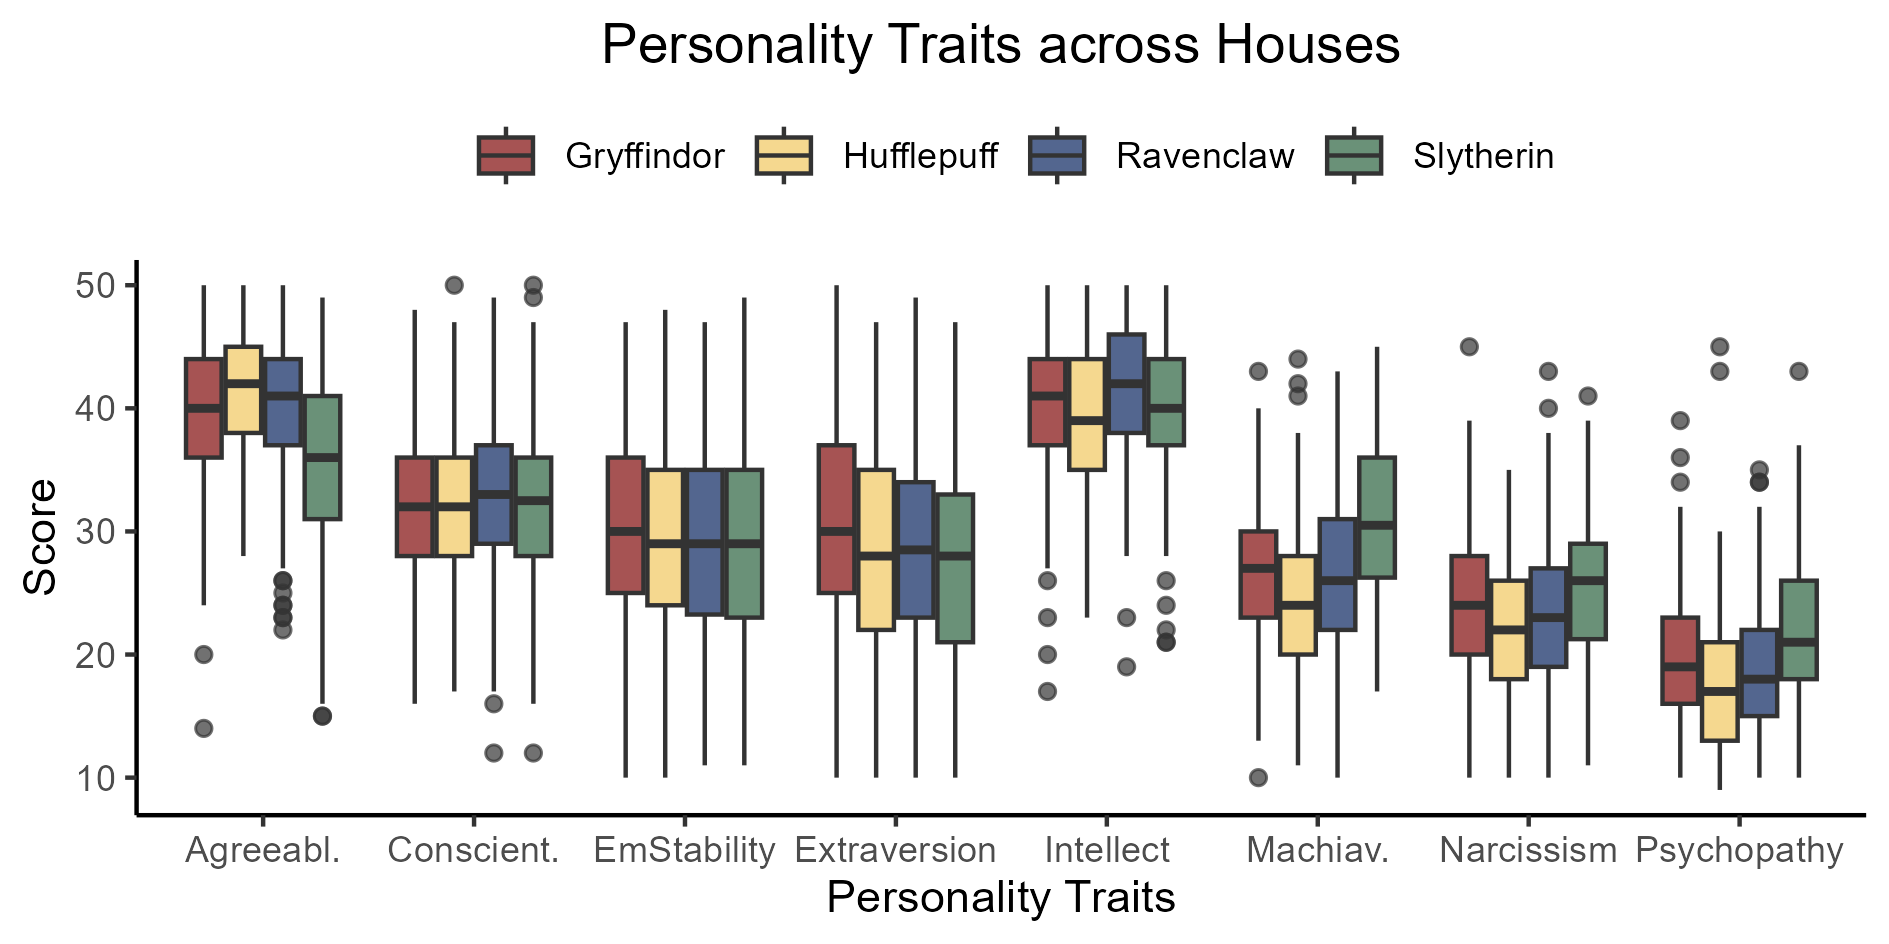 Personality Traits across Houses
Gryffindor Hufflepuff Ravenclaw Slytherin
Score
50
40
30
20
10
Agreeabl. Conscient. EmStability Extraversion Intellect Machiav. Narcissism Psychopathy
Personality Traits